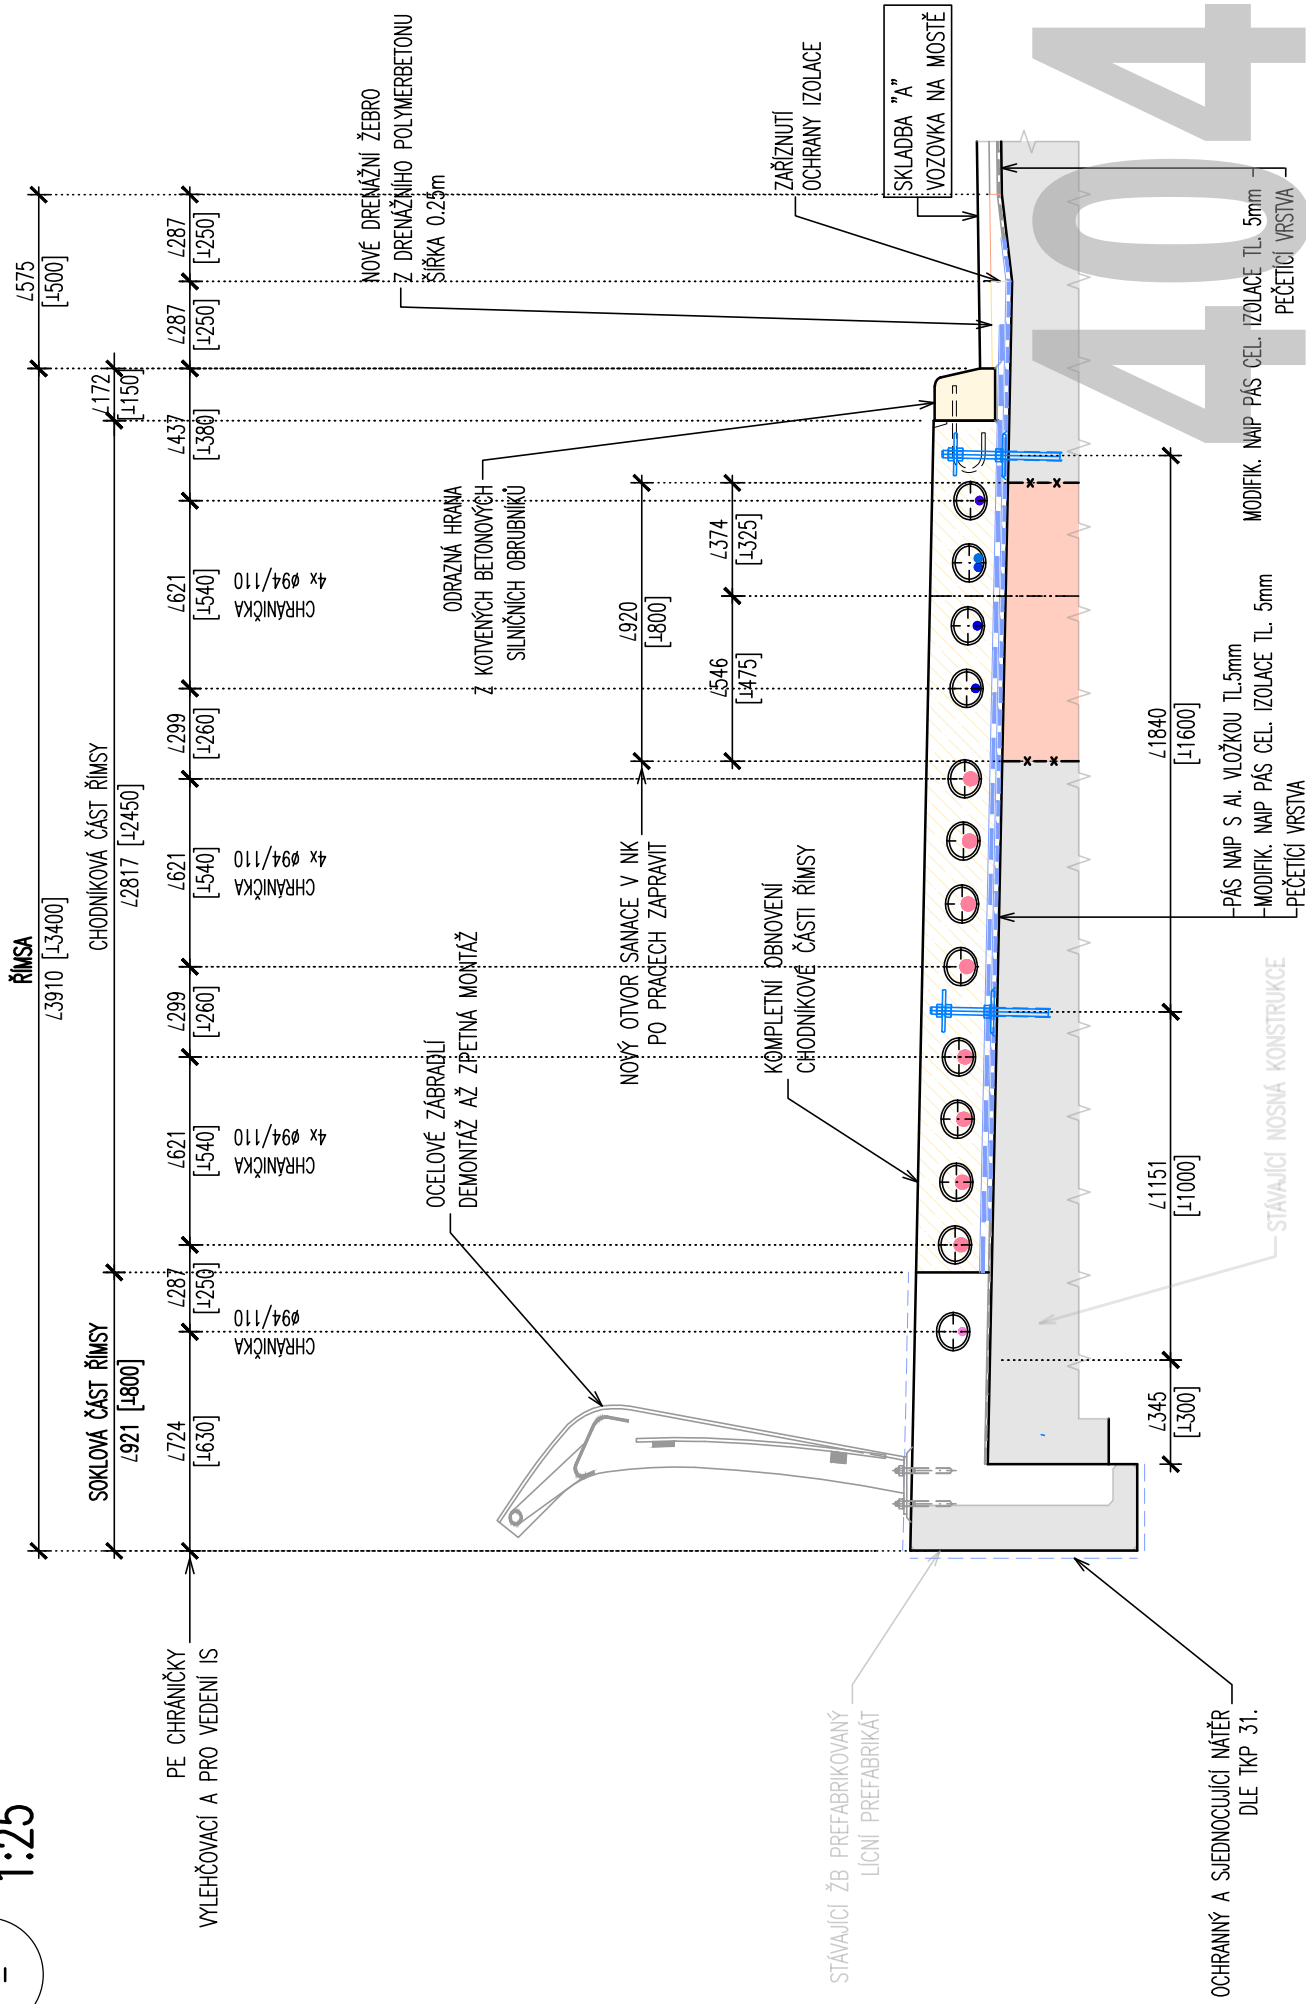 1:25
ŘÍMSA
∠3910 [⊥3400]
∠575
[⊥500]
SOKLOVÁ ČÁST ŘÍMSY
∠921 [⊥800]
CHODNÍKOVÁ ČÁST ŘÍMSY
∠2817 [⊥2450]
∠172
[⊥150]
∠724
[⊥630]
∠287
[⊥250]
∠621
[⊥540]
∠299
[⊥260]
∠621
[⊥540]
∠299
[⊥260]
∠621
[⊥540]
∠437
[⊥380]
∠287
[⊥250]
∠287
[⊥250]
PE CHRÁNIČKY
VYLEHČOVACÍ A PRO VEDENÍ IS
CHRÁNIČKA
ø94/110
CHRÁNIČKA
4x ø94/110
CHRÁNIČKA
4x ø94/110
CHRÁNIČKA
4x ø94/110
NOVÉ DRENÁŽNÍ ŽEBRO
Z DRENÁŽNÍHO POLYMERBETONU
ŠÍŘKA 0.25m
OCELOVÉ ZÁBRADLÍ
DEMONTÁŽ AŽ ZPETNÁ MONTÁŽ
ODRAZNÁ HRANA
Z KOTVENÝCH BETONOVÝCH
SILNIČNÍCH OBRUBNÍKŮ
NOVÝ OTVOR SANACE V NK
PO PRACECH ZAPRAVIT
∠920
[⊥800]
∠546
[⊥475]
∠374
[⊥325]
KOMPLETNÍ OBNOVENÍ
CHODNÍKOVÉ ČÁSTI ŘÍMSY
ZAŘÍZNUTÍ
OCHRANY IZOLACE
SKLADBA "A"
VOZOVKA NA MOSTĚ
STÁVAJÍCÍ ŽB PREFABRIKOVANÝ
LÍCNÍ PREFABRIKÁT
∠345
[⊥300]
∠1151
[⊥1000]
∠1840
[⊥1600]
OCHRANNÝ A SJEDNOCUJÍCÍ NÁTĚR
DLE TKP 31.
STÁVAJÍCÍ NOSNÁ KONSTRUKCE
PÁS NAIP S Al. VLOŽKOU TL.5mm
MODIFIK. NAIP PÁS CEL. IZOLACE TL. 5mm
PEČETÍCÍ VRSTVA
MODIFIK. NAIP PÁS CEL. IZOLACE TL. 5mm
PEČETÍCÍ VRSTVA
404